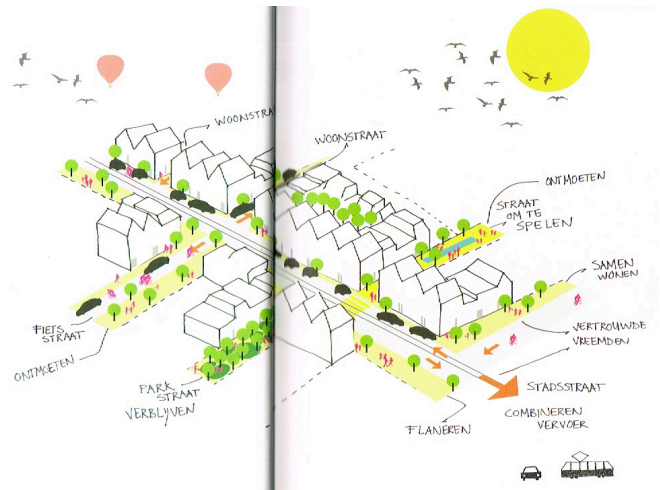 WOONSTRA
WOONSTRAAT
ONTMOETEN
STRAAT
OM TE
SPELEN
SAMEN
WONEN
FIETS
STRAAT
VERTROUWDE
VREEMDEN
ONTMOETEN
PARK
STRAAT
VERBLIJVEN
STADSSTRAAT
COMBINEREN
VERVOER
FLANEREN